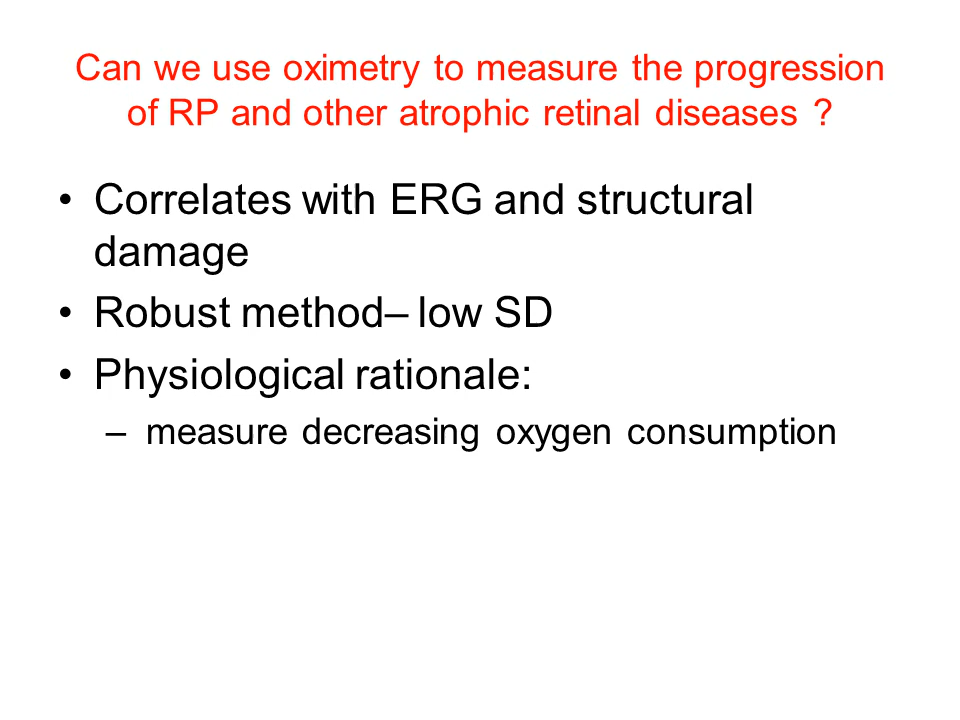 Can we use oximetry to measure the progression
of RP and other atrophic retinal diseases ?
• Correlates with ERG and structural
damage
• Robust method– low SD
• Physiological rationale:
– measure decreasing oxygen consumption